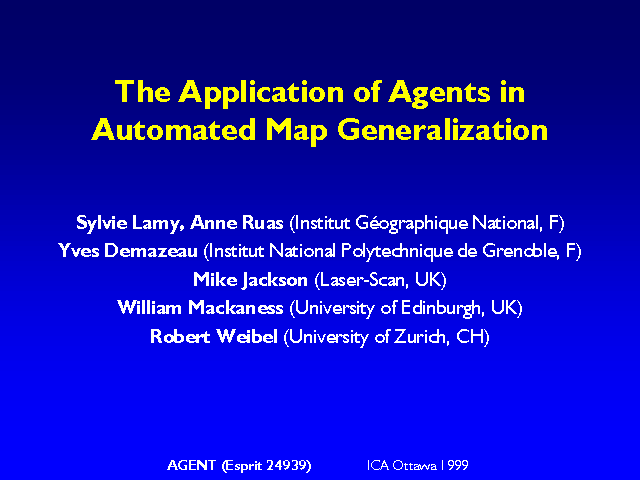 The Application of Agents in
Automated Map Generalization
Sylvie Lamy, Anne Ruas (Institut Géographique National, F)
Yves Demazeau (Institut National Polytechnique de Grenoble, F)
Mike Jackson (Laser-Scan, UK)
William Mackaness (University of Edinburgh, UK)
Robert Weibel (University of Zurich, CH)
AGENT (Esprit 24939) ICA Ottawa 1999